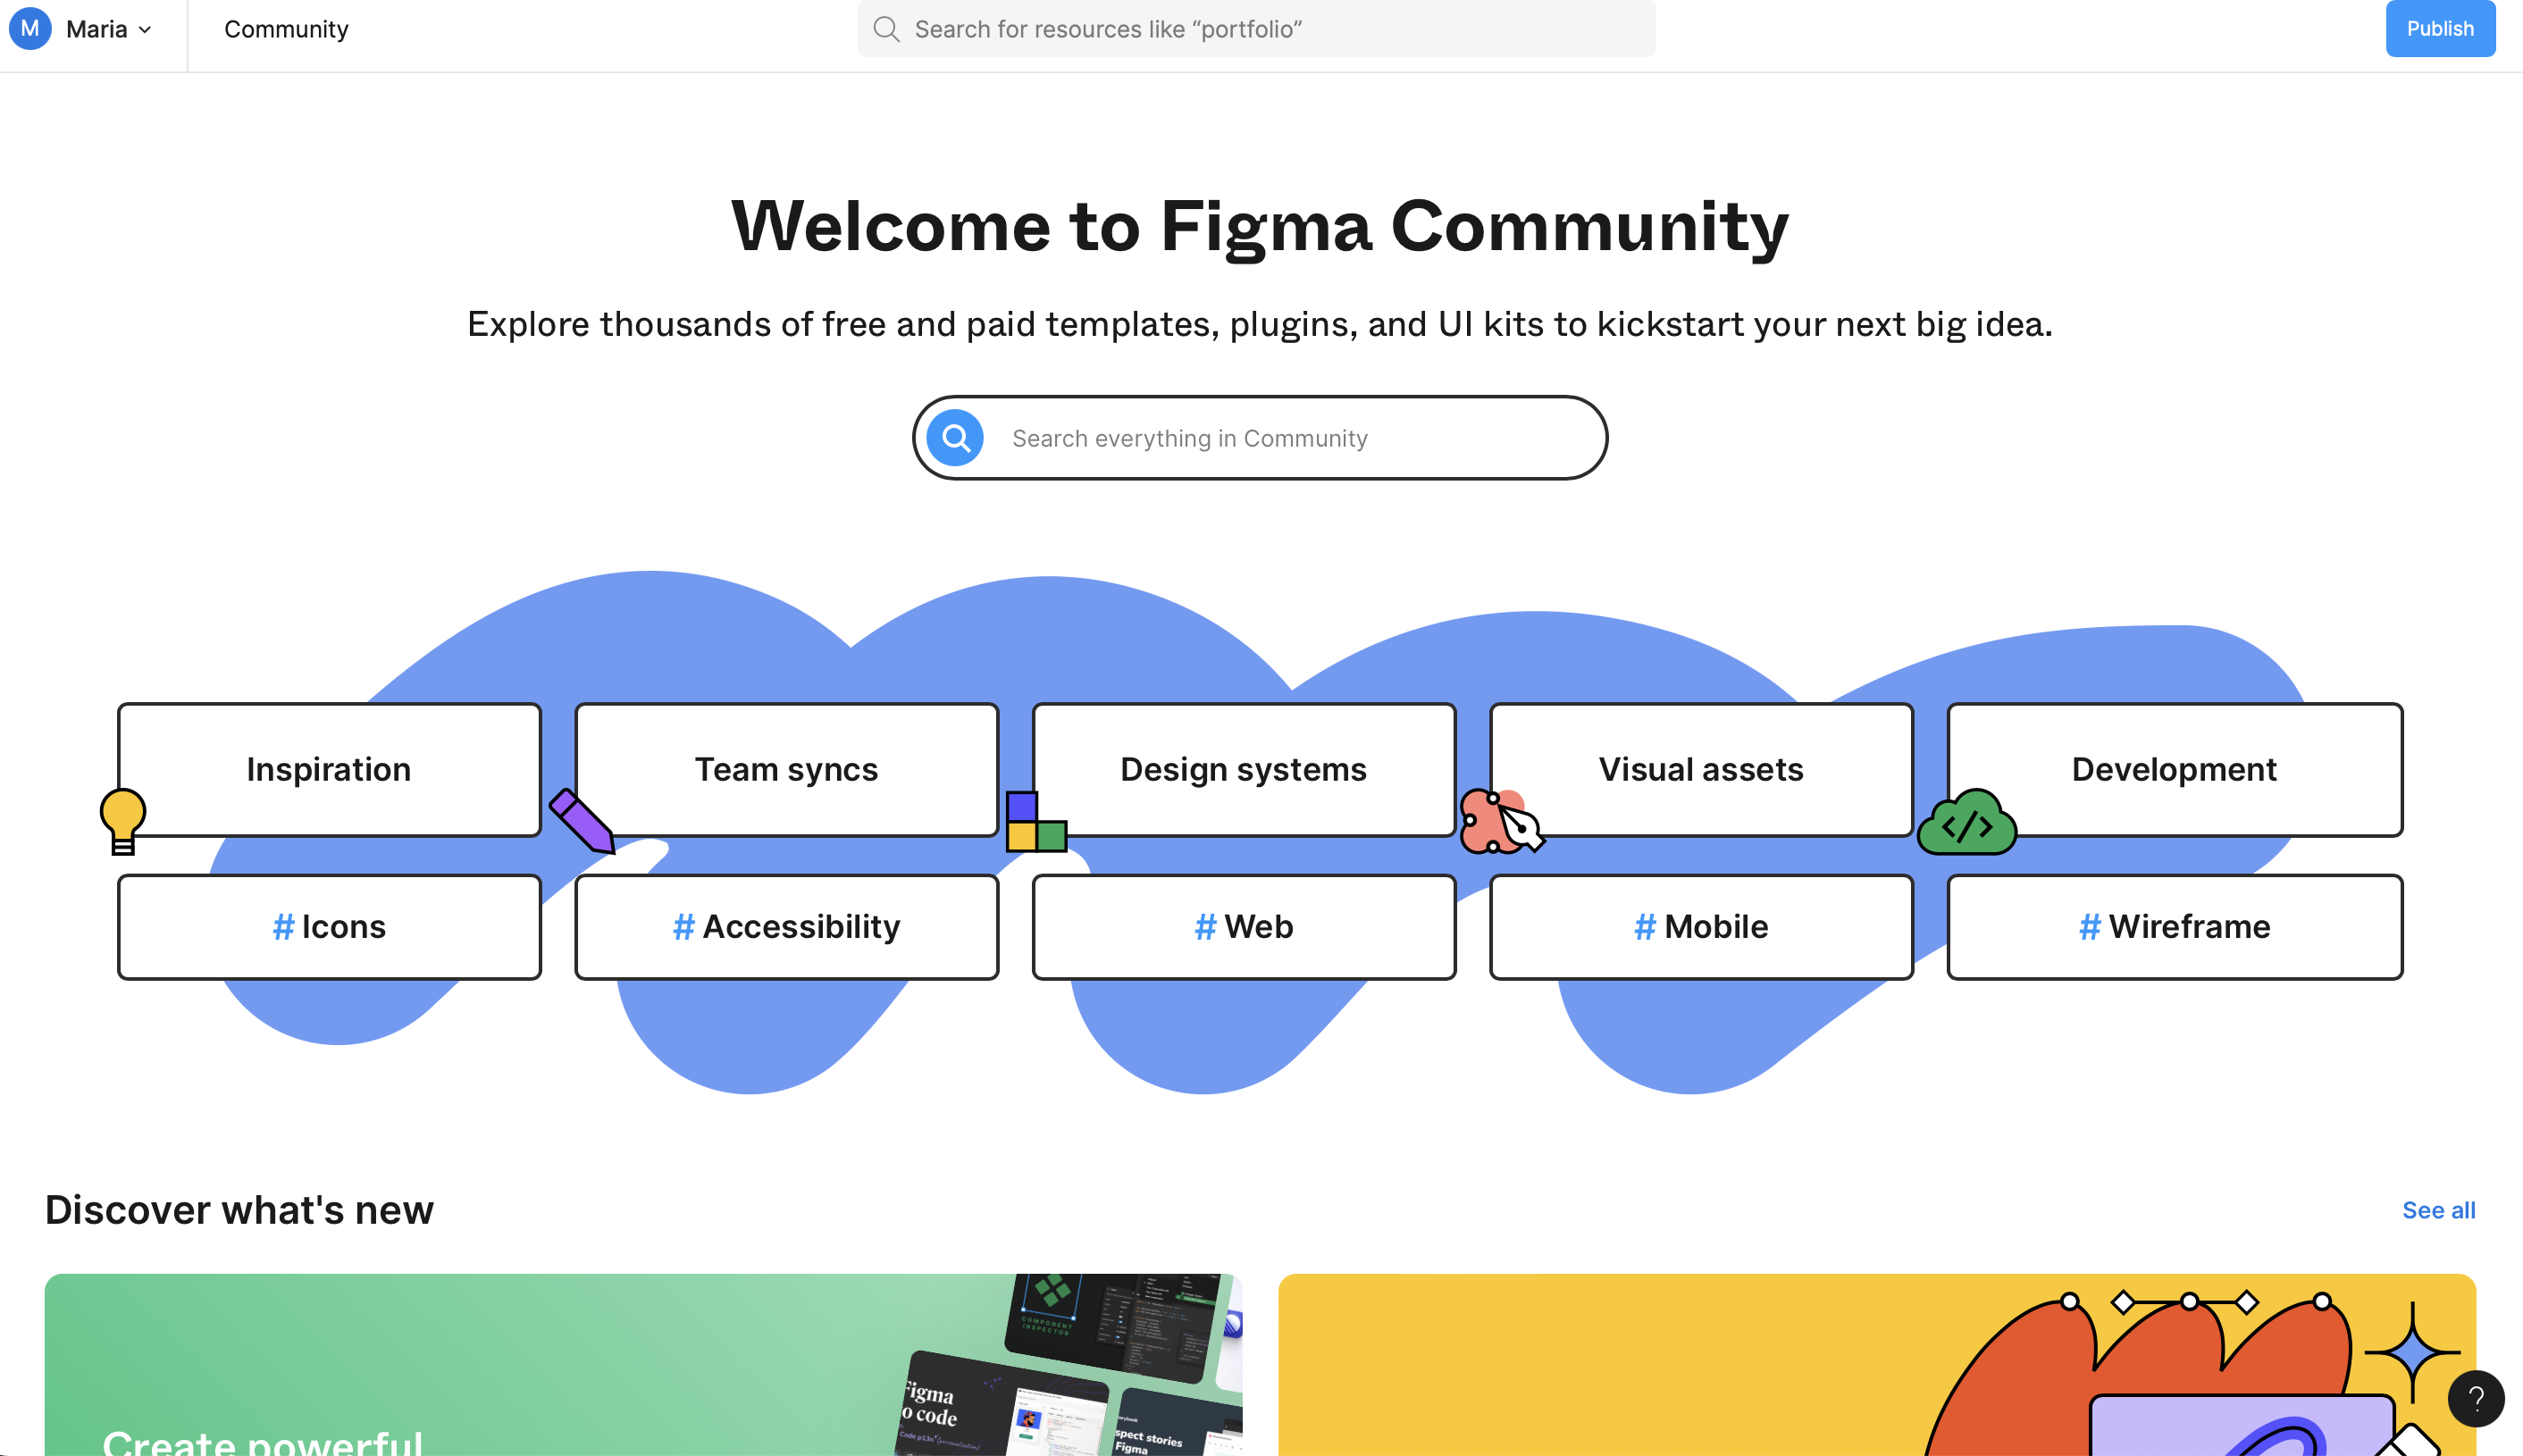 M Maria Community Search for resources like “portfolio” Publish
Welcome to Figma Community
Explore thousands of free and paid templates, plugins, and UI kits to kickstart your next big idea.
Search everything in Community
Inspiration Team syncs Design systems Visual assets Development
# Icons # Accessibility # Web # Mobile # Wireframe
Discover what's new See all
COMPONENT
INSPECTOR
Figma
o code
Code p13n
spect stories
Figma
Create powerful
?